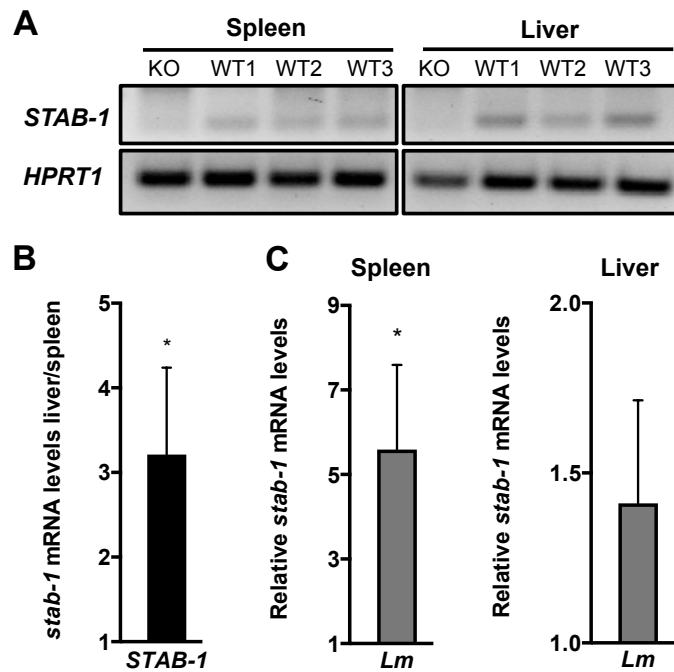 A
Spleen
Liver
KO WT1 WT2 WT3
KO WT1 WT2 WT3
STAB-1
HPRT1
B
stab-1 mRNA levels liver/spleen
5
4
3
2
1
*
STAB-1
C
Spleen
Relative stab-1 mRNA levels
9
7
5
3
1
*
Lm
Liver
Relative stab-1 mRNA levels
2.0
1.5
1.0
Lm